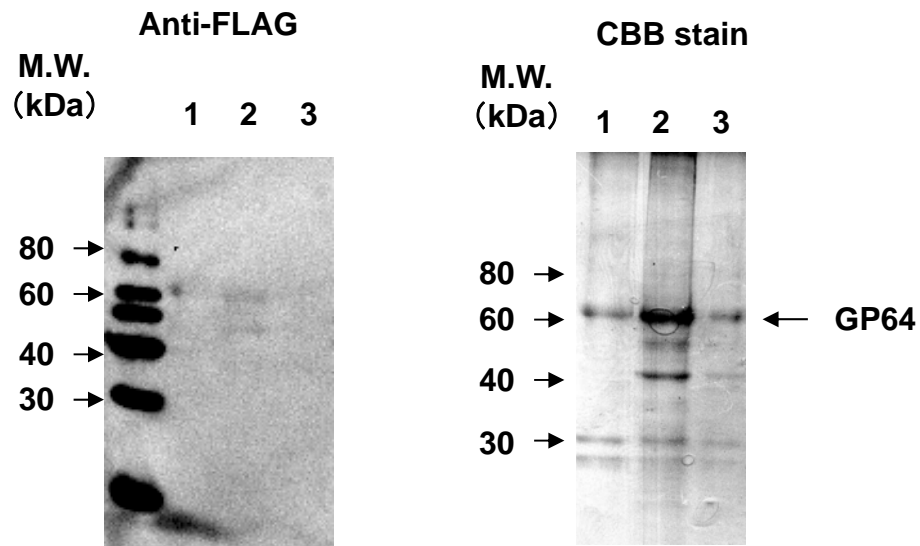 Anti-FLAG
M.W.
（kDa）
1 2 3
80
60
40
30
CBB stain
M.W.
（kDa）
1 2 3
80
60
40
30
GP64